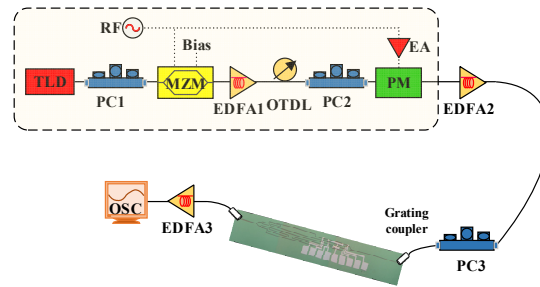 RF
Bias
EA
TLD
PC1
MZM
EDFA1
OTDL
PC2
PM
EDFA2
OSC
EDFA3
Grating
coupler
PC3